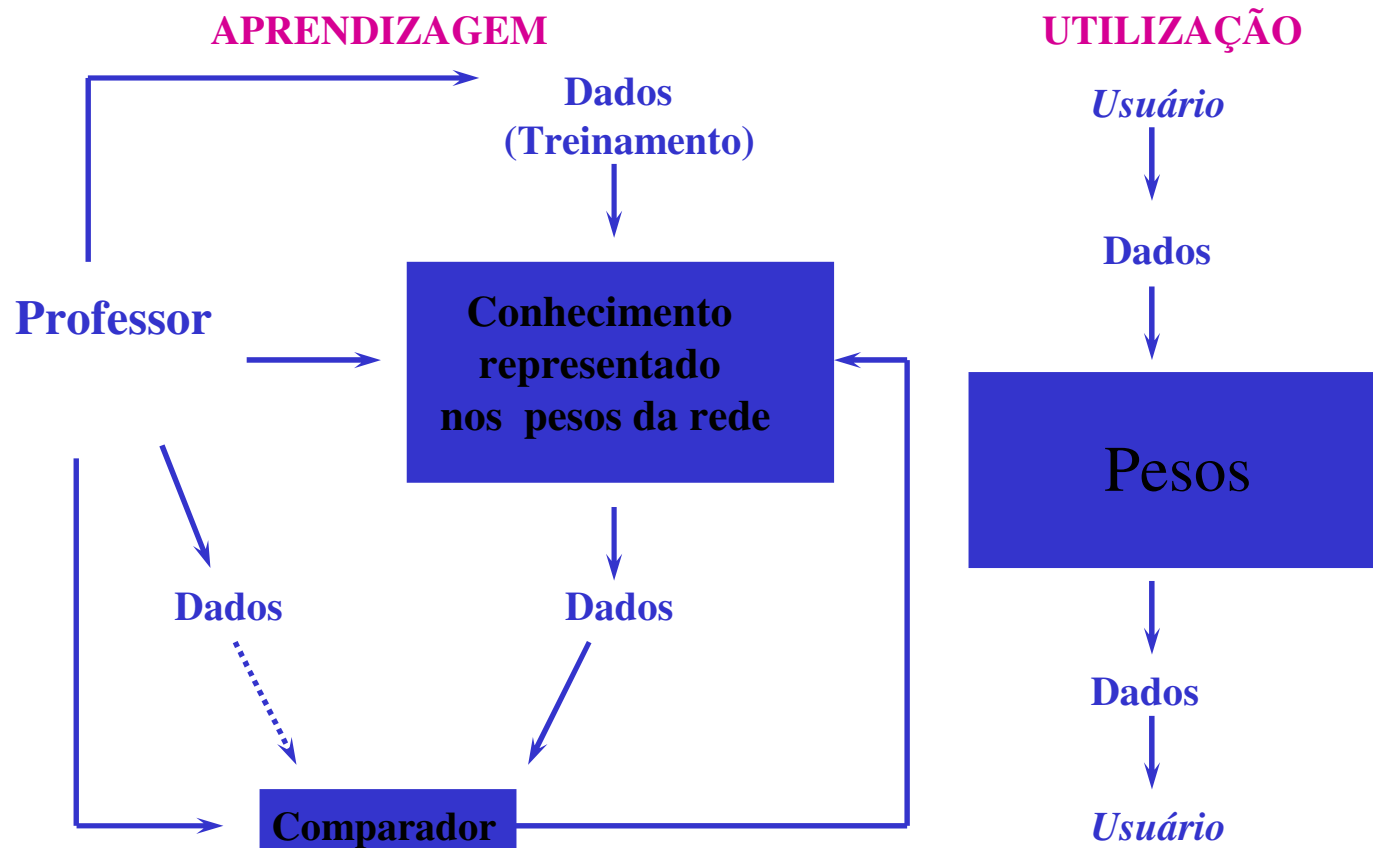 APRENDIZAGEM
UTILIZAÇÃO
Dados
(Treinamento)
Professor
Conhecimento
representado
nos pesos da rede
Dados
Dados
Comparador
Usuário
Dados
Pesos
Dados
Usuário